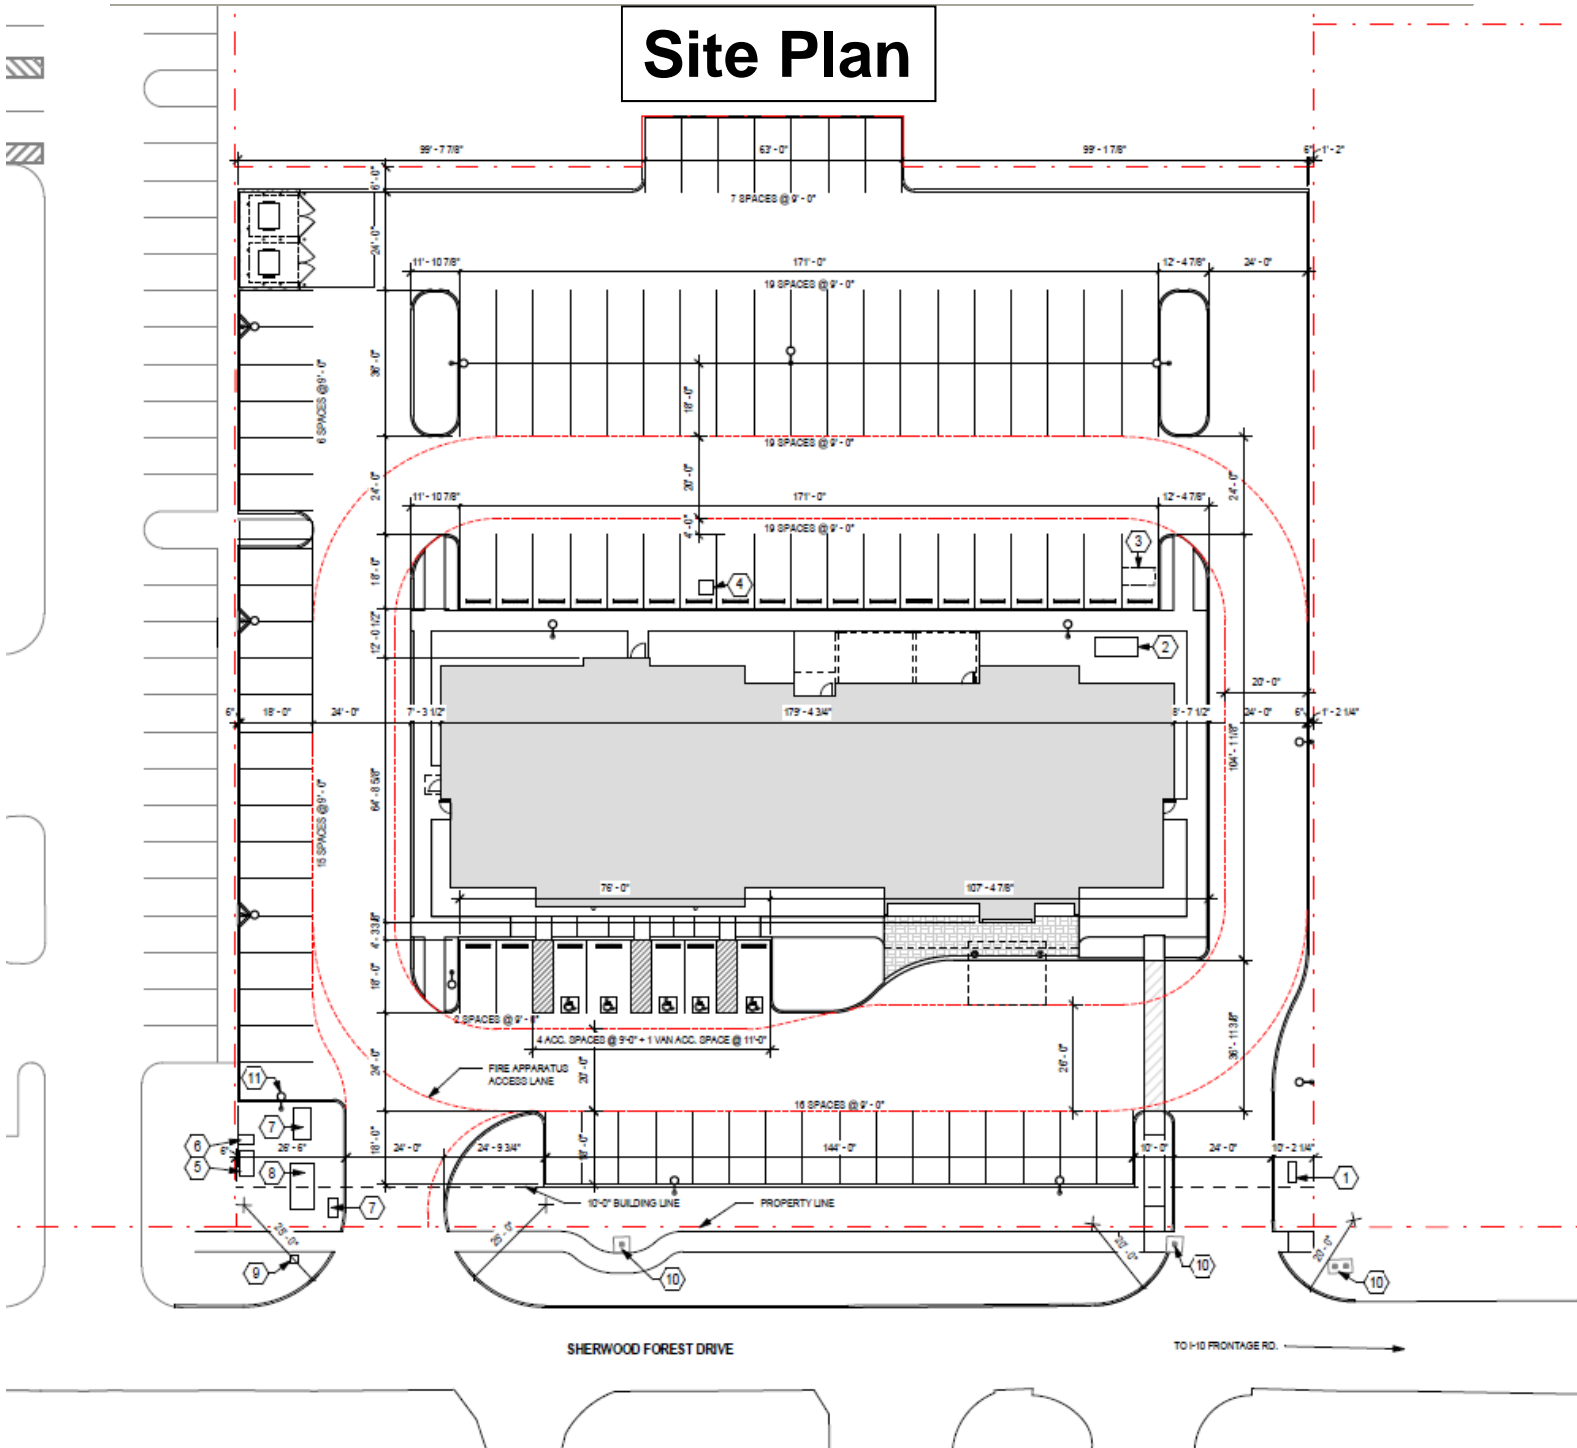 Site Plan
99' - 7 7/8"
63' - 0"
99' - 1 7/8"
6"
1' - 2"
6' - 0"
7 SPACES @ 9' - 0"
24' - 0"
11' - 10 7/8"
171' - 0"
12' - 4 7/8"
24' - 0"
19 SPACES @ 9' - 0"
36' - 0"
6 SPACES @ 9' - 0"
18' - 0"
19 SPACES @ 9' - 0"
24' - 0"
20' - 0"
24' - 0"
11' - 10 7/8"
171' - 0"
12' - 4 7/8"
4' - 0"
19 SPACES @ 9' - 0"
3
18' - 0"
4
12' - 0 1/2"
2
20' - 0"
6"
18' - 0"
24' - 0"
7' - 3 1/2"
179' - 4 3/4"
8' - 7 1/2"
24' - 0"
6"
1' - 2 1/4"
104' - 1 1/8"
64' - 8 5/8"
15 SPACES @ 9' - 0"
76' - 0"
107' - 4 7/8"
4' - 3 3/8"
18' - 0"
2 SPACES @ 9' - 0"
4 ACC. SPACES @ 9'-0" + 1 VAN ACC. SPACE @ 11'-0"
24' - 0"
20' - 0"
26' - 0"
36' - 11 3/8"
FIRE APPARATUS
ACCESS LANE
11
16 SPACES @ 9' - 0"
7
6
5
6"
26' - 6"
18' - 0"
24' - 0"
24' - 9 3/4"
18' - 0"
144' - 0"
10' - 0"
24' - 0"
10' - 2 1/4"
8
1
7
10'-0" BUILDING LINE
PROPERTY LINE
25' - 0"
25' - 0"
20' - 0"
20' - 0"
9
10
10
10
SHERWOOD FOREST DRIVE
TO I-10 FRONTAGE RD.